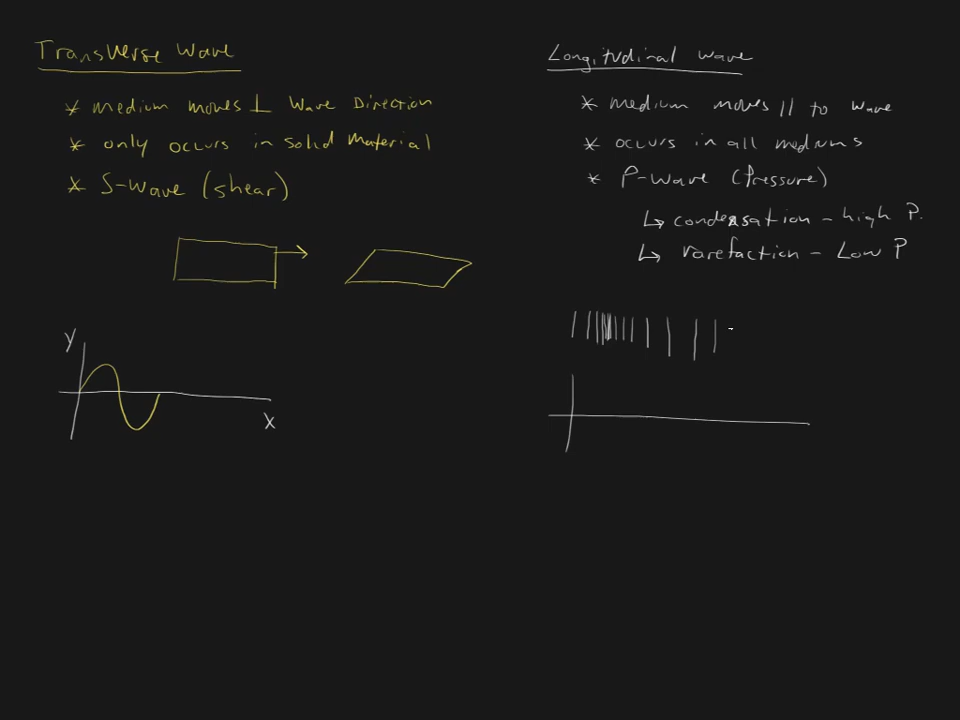 Transverse Wave
* medium moves ⊥ Wave Direction
* only occurs in solid Material
* S-Wave (shear)
y
x
Longitudinal wave
* medium moves // to wave
* occurs in all mediums
* P-Wave (Pressure)
↳ condensation - high P.
↳ rarefaction - Low P